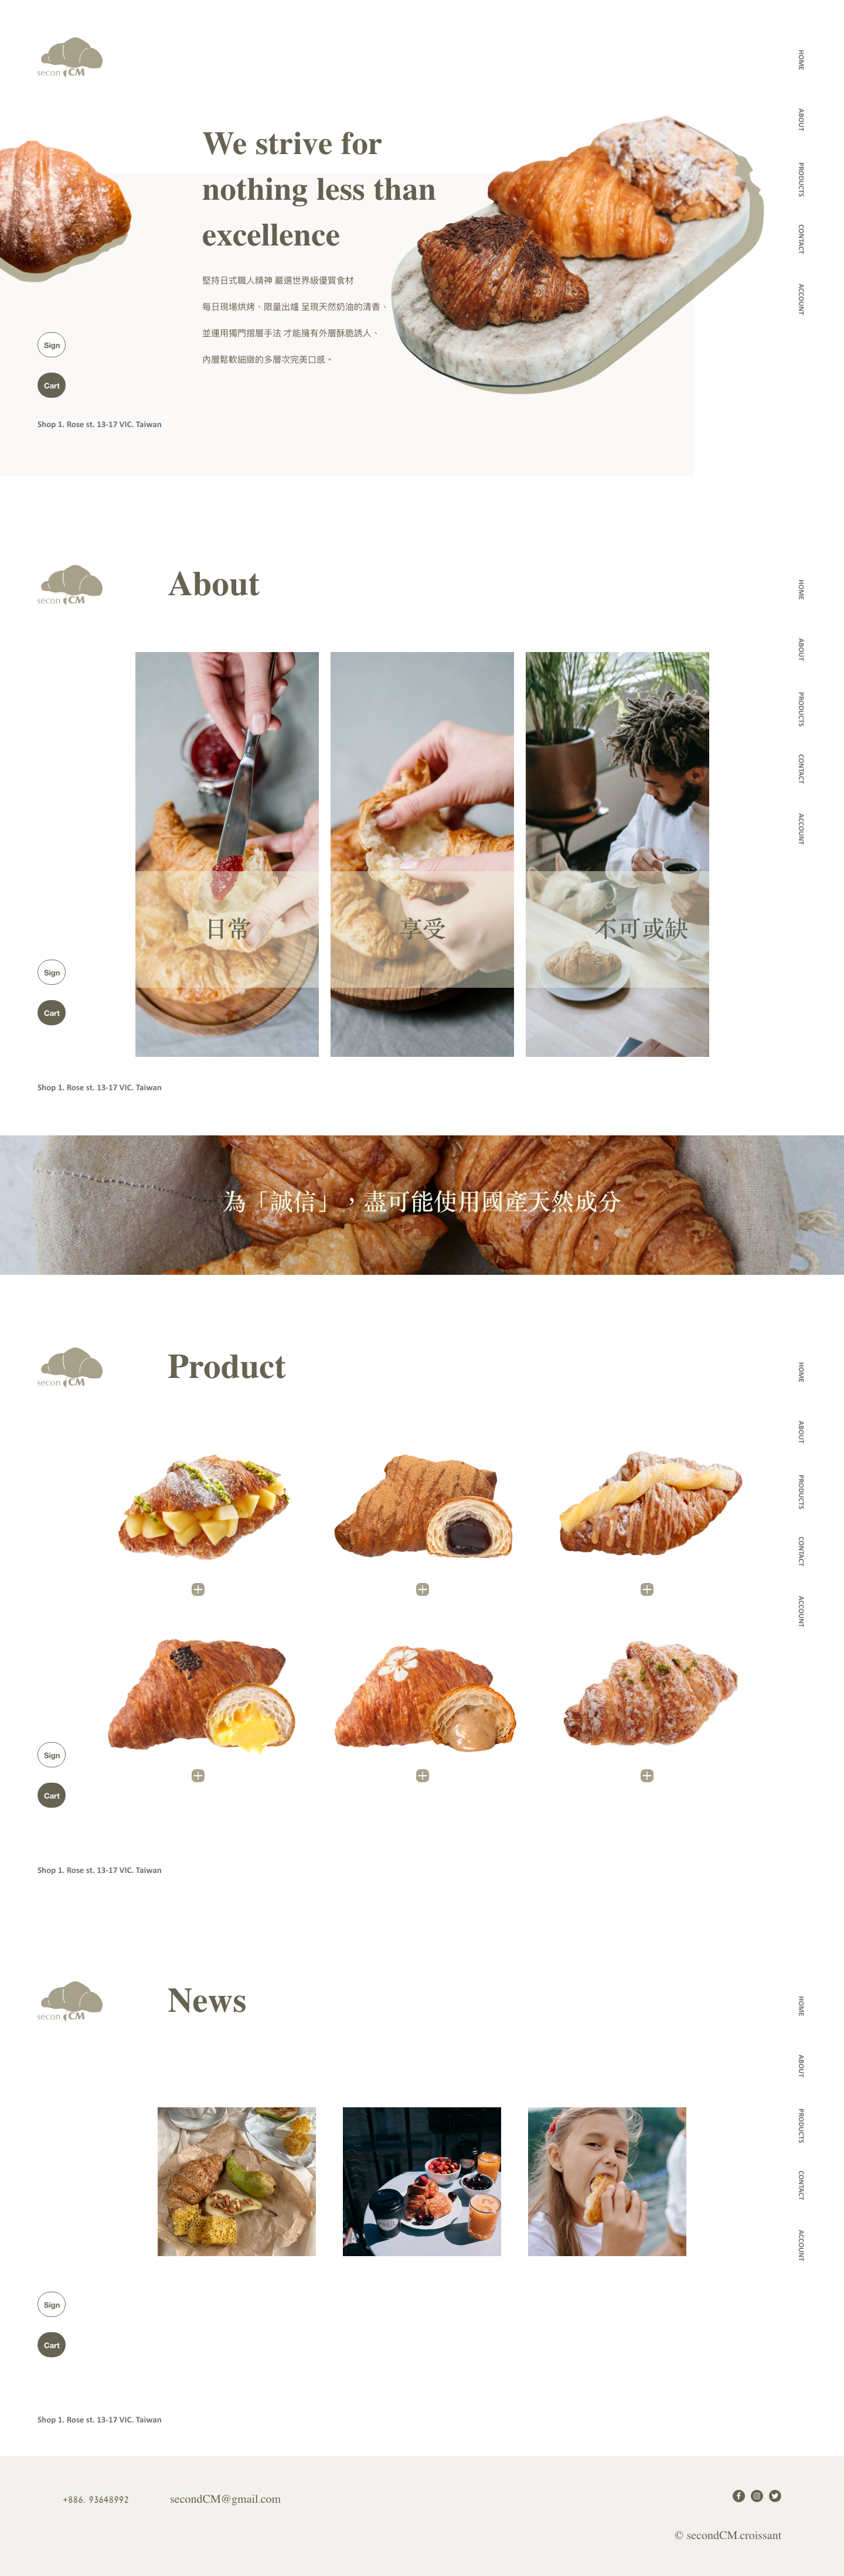 secon CM
HOME
ABOUT
PRODUCTS
CONTACT
ACCOUNT
We strive for
nothing less than
excellence
堅持日式職人精神 嚴選世界級優質食材
每日現場烘烤、限量出爐 呈現天然奶油的清香、
並運用獨門摺層手法 才能擁有外層酥脆誘人、
內層鬆軟細緻的多層次完美口感。
Sign
Cart
Shop 1. Rose st. 13-17 VIC. Taiwan
secon CM
About
HOME
ABOUT
PRODUCTS
CONTACT
ACCOUNT
日常
享受
不可或缺
Sign
Cart
Shop 1. Rose st. 13-17 VIC. Taiwan
為「誠信」，盡可能使用國產天然成分
secon CM
Product
HOME
ABOUT
PRODUCTS
CONTACT
ACCOUNT
Sign
Cart
Shop 1. Rose st. 13-17 VIC. Taiwan
secon CM
News
HOME
ABOUT
PRODUCTS
CONTACT
ACCOUNT
Sign
Cart
Shop 1. Rose st. 13-17 VIC. Taiwan
+886. 93648992
secondCM@gmail.com
© secondCM.croissant